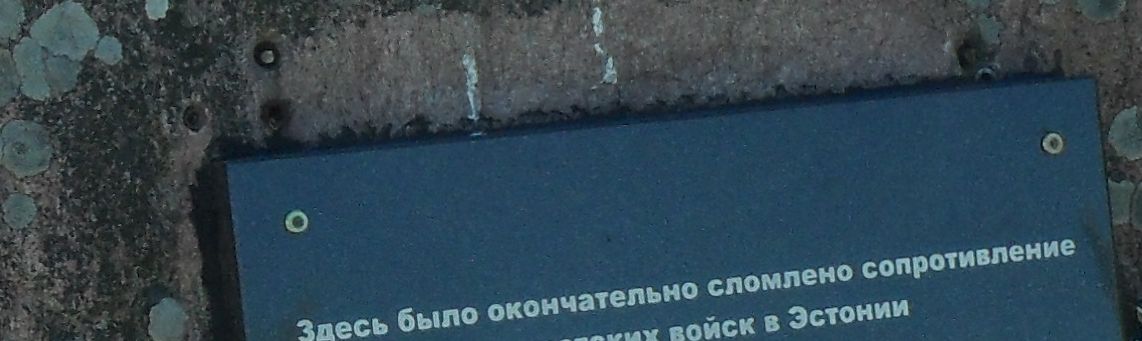 Здесь было окончательно сломлено сопротивление
войск в Эстонии